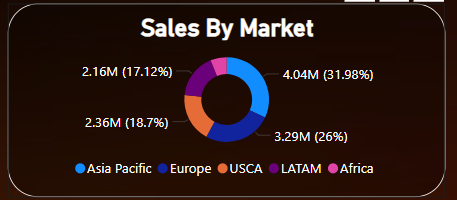 Sales By Market
2.16M (17.12%)
4.04M (31.98%)
2.36M (18.7%)
3.29M (26%)
Asia Pacific Europe USCA LATAM Africa